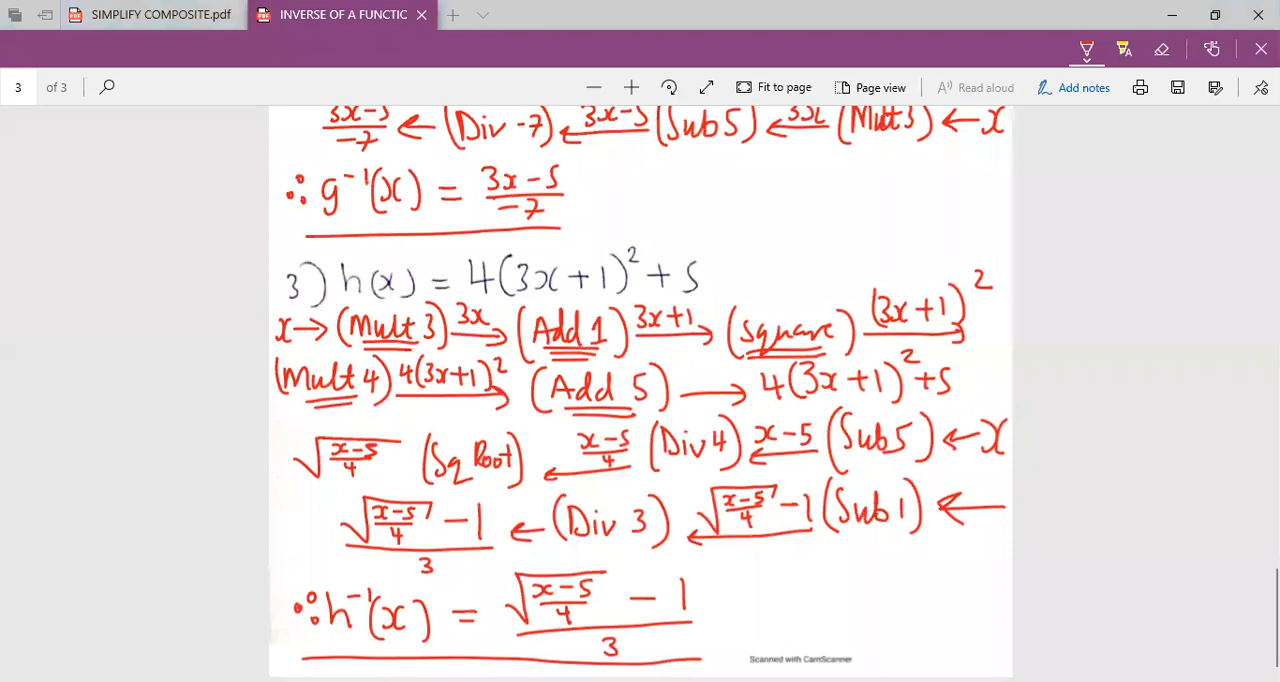 SIMPLIFY COMPOSITE.pdf
INVERSE OF A FUNCTIC
3 of 3
Fit to page
Page view
Read aloud
Add notes
(3x-5)/-7 ← (Div -7) ←3x-5 (Sub 5) ←3x (Mult 3) ← x
∴ g⁻¹(x) = (3x-5)/-7
3) h(x) = 4(3x+1)² + 5
x → (Mult 3) 3x→ (Add 1) 3x+1→ (Square) (3x+1)²→
(Mult 4) 4(3x+1)²→ (Add 5) → 4(3x+1)²+5
√((x-5)/4) (Sq Root) ←(x-5)/4 (Div 4) ←x-5 (Sub 5) ← x
(√((x-5)/4) - 1)/3 ← (Div 3) ←√((x-5)/4) -1 (Sub 1) ←
∴ h⁻¹(x) = (√((x-5)/4) - 1)/3
Scanned with CamScanner